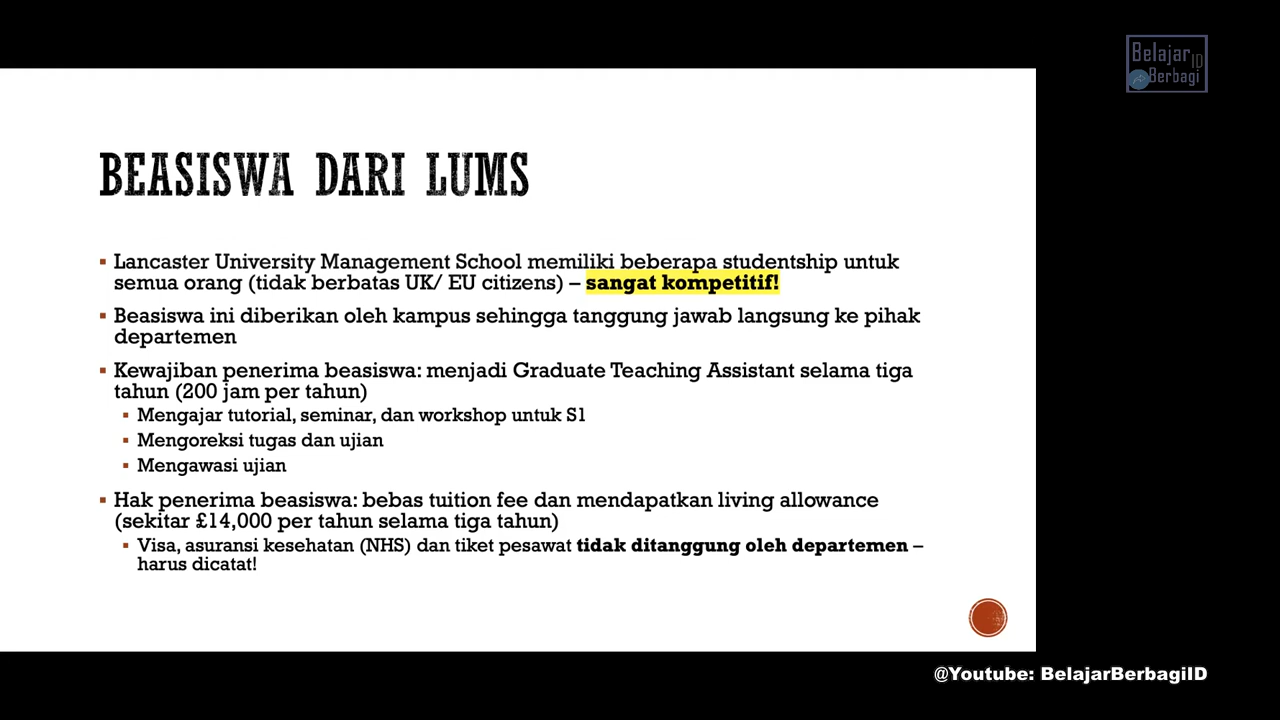 Belajar
ID
Berbagi
BEASISWA DARI LUMS
▪ Lancaster University Management School memiliki beberapa studentship untuk
semua orang (tidak berbatas UK/ EU citizens) – sangat kompetitif!
▪ Beasiswa ini diberikan oleh kampus sehingga tanggung jawab langsung ke pihak
departemen
▪ Kewajiban penerima beasiswa: menjadi Graduate Teaching Assistant selama tiga
tahun (200 jam per tahun)
▪ Mengajar tutorial, seminar, dan workshop untuk S1
▪ Mengoreksi tugas dan ujian
▪ Mengawasi ujian
▪ Hak penerima beasiswa: bebas tuition fee dan mendapatkan living allowance
(sekitar £14,000 per tahun selama tiga tahun)
▪ Visa, asuransi kesehatan (NHS) dan tiket pesawat tidak ditanggung oleh departemen –
harus dicatat!
@Youtube: BelajarBerbagiID